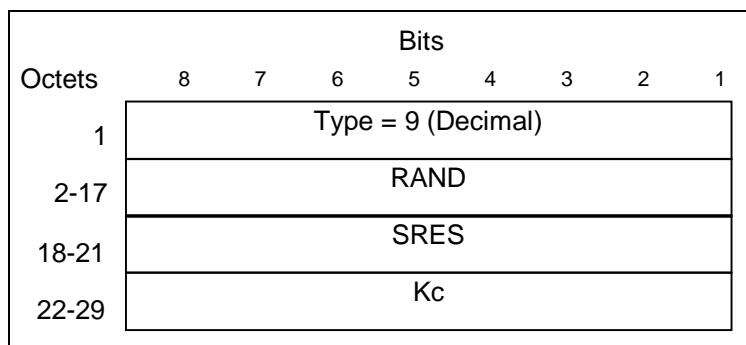 Bits
Octets 8 7 6 5 4 3 2 1
1 Type = 9 (Decimal)
2-17 RAND
18-21 SRES
22-29 Kc